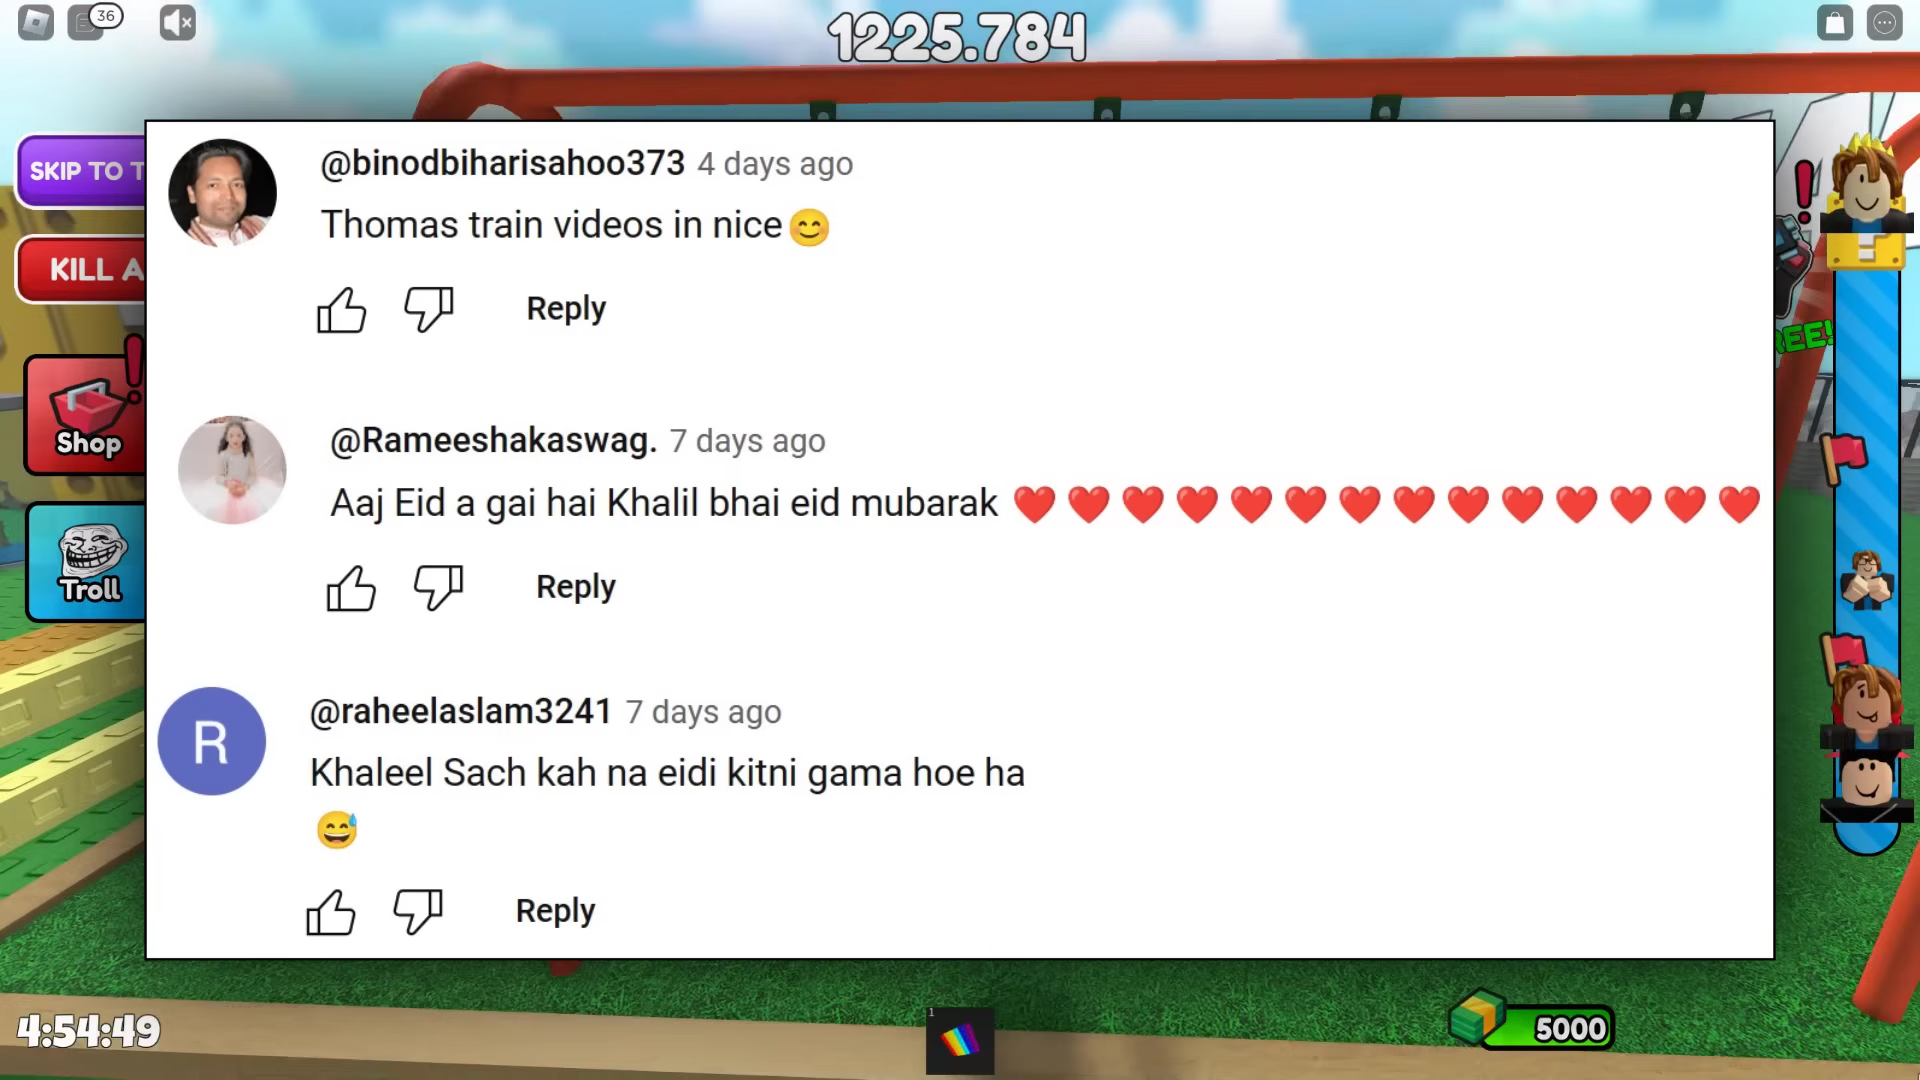 36
1225.784
SKIP TO T
KILL A
Shop
Troll
@binodbiharisahoo373 4 days ago
Thomas train videos in nice😊
Reply
@Rameeshakaswag. 7 days ago
Aaj Eid a gai hai Khalil bhai eid mubarak ❤️❤️❤️❤️❤️❤️❤️❤️❤️❤️❤️❤️❤️❤️
Reply
R
@raheelaslam3241 7 days ago
Khaleel Sach kah na eidi kitni gama hoe ha
😅
Reply
REE!
4:54:49
1
5000